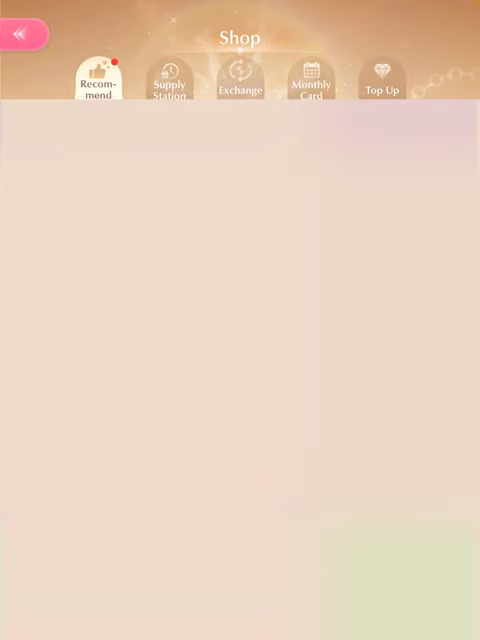 Shop
Recom-
mend
Supply
Station
Exchange
Monthly
Card
Top Up